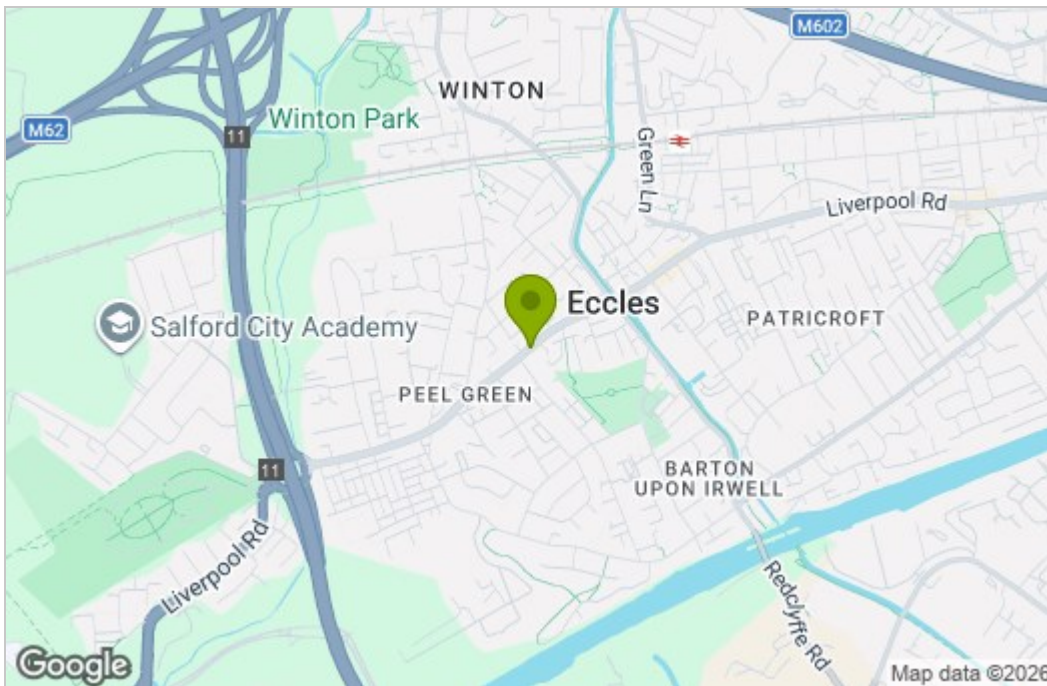 M602
WINTON
M62
11
Winton Park
Green Ln
Liverpool Rd
Eccles
PATRICROFT
Salford City Academy
PEEL GREEN
11
BARTON
UPON IRWELL
Liverpool Rd
Redclyffe Rd
Google
Map data ©2026